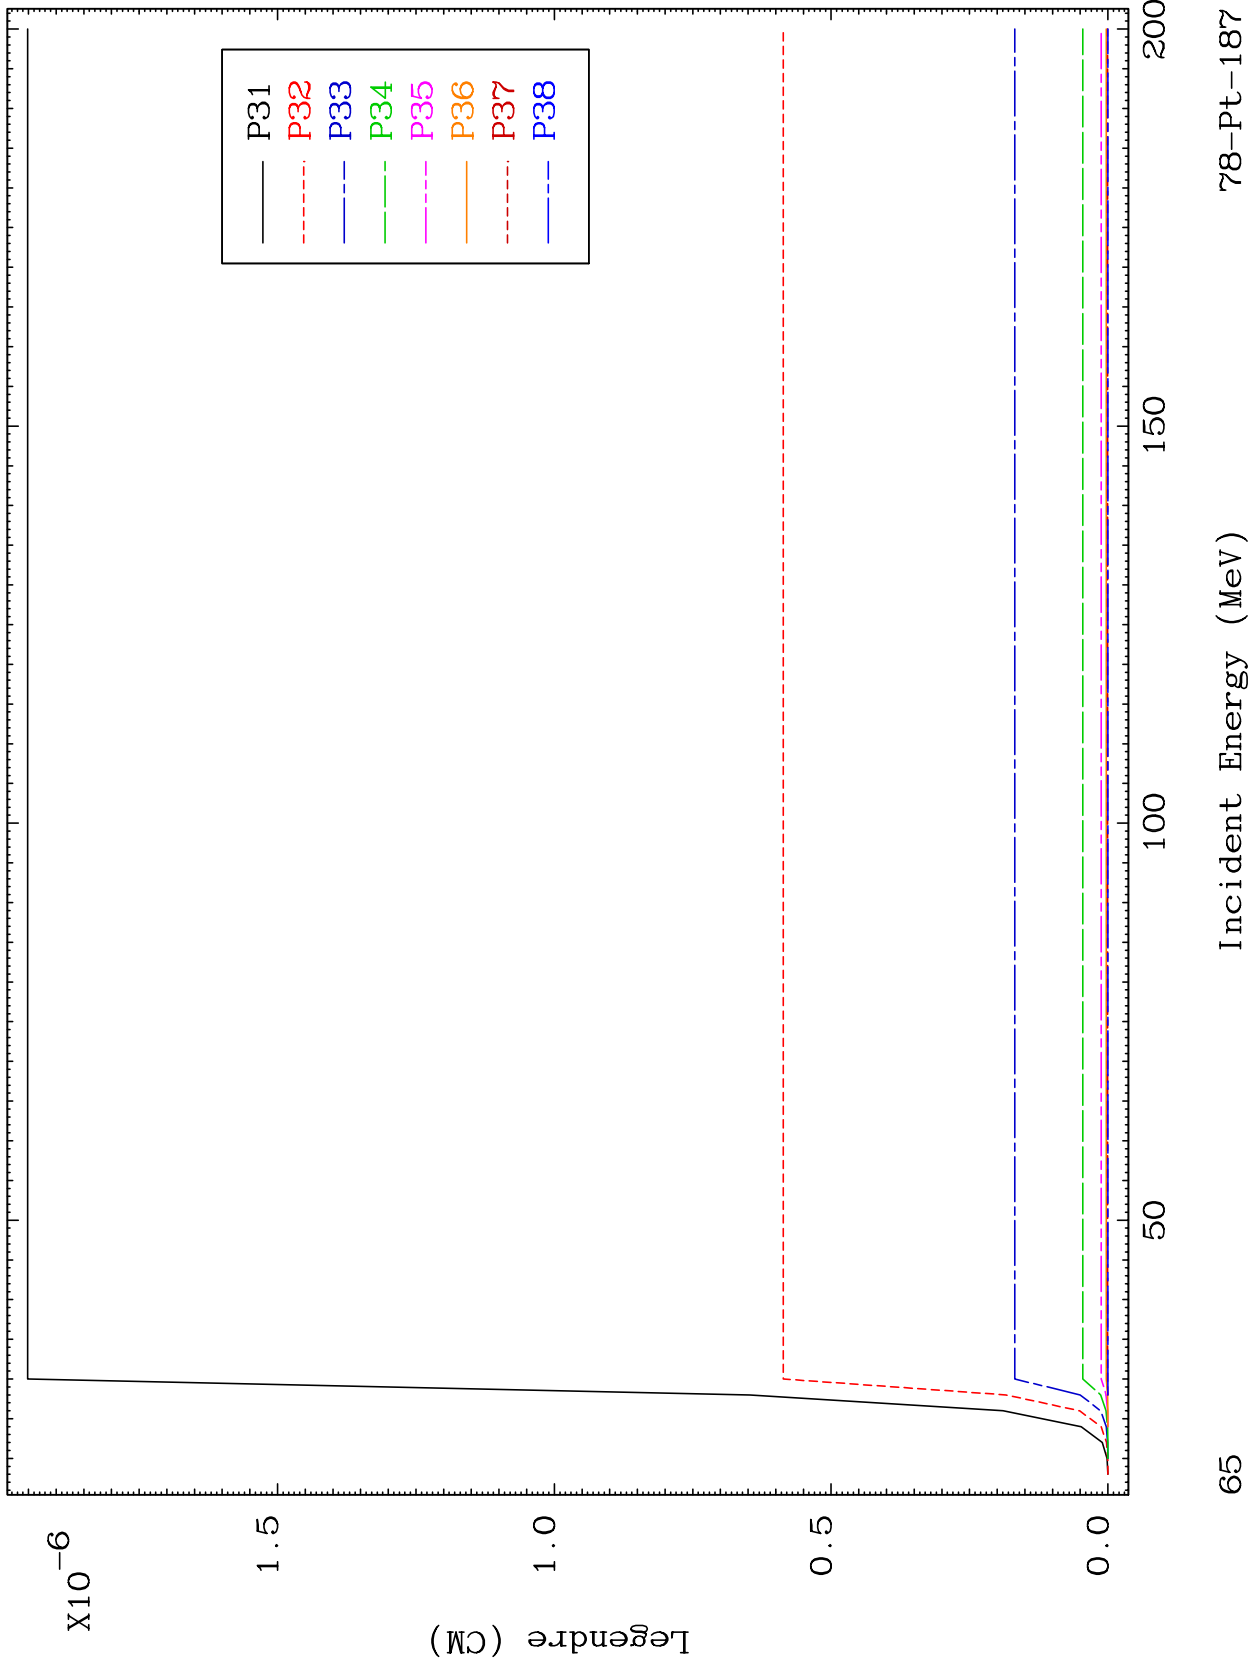 X10-6
1.5
1.0
0.5
0.0
Legendre (CM)
P31
P32
P33
P34
P35
P36
P37
P38
50
100
150
200
65
Incident Energy (MeV)
78-Pt-187